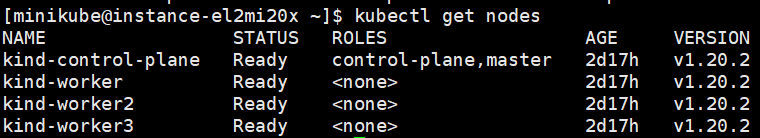 [minikube@instance-el2mi20x ~]$ kubectl get nodes
NAME STATUS ROLES AGE VERSION
kind-control-plane Ready control-plane,master 2d17h v1.20.2
kind-worker Ready <none> 2d17h v1.20.2
kind-worker2 Ready <none> 2d17h v1.20.2
kind-worker3 Ready <none> 2d17h v1.20.2